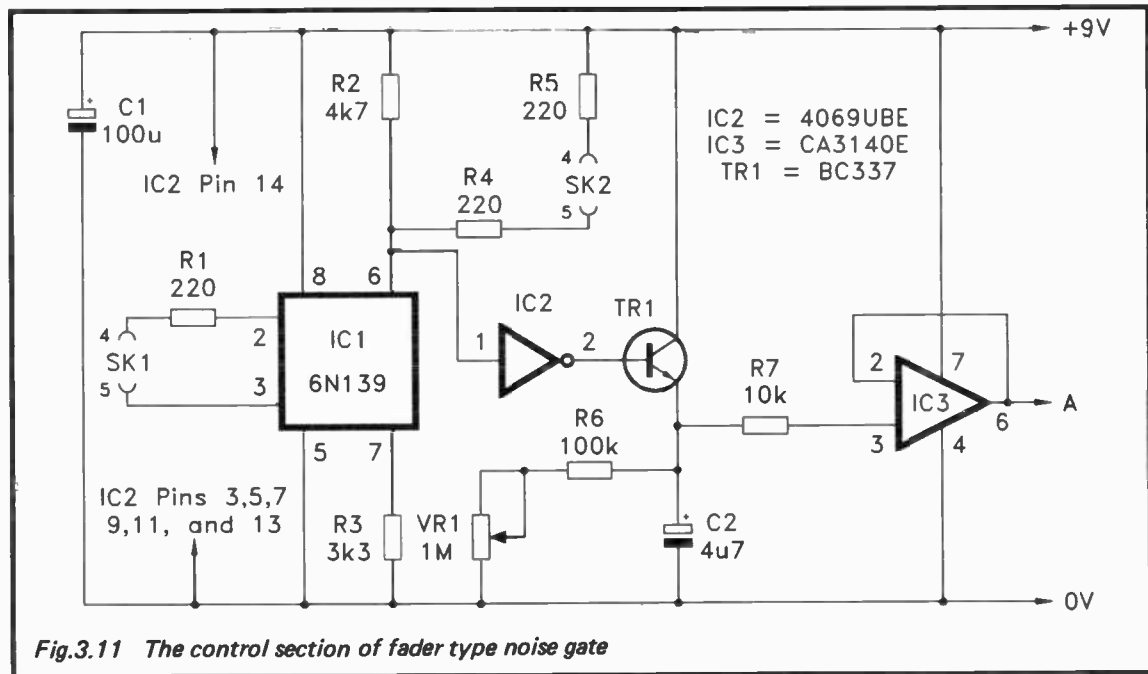 +9V
C1
+
100u
IC2 Pin 14
R2
4k7
R5
220
4
SK2
5
R4
220
IC2 = 4069UBE
IC3 = CA3140E
TR1 = BC337
R1
220
4
SK1
5
8
6
2
IC1
3
6N139
5
7
IC2
1
2
TR1
R7
10k
2
7
IC3
3
4
6
A
R6
100k
IC2 Pins 3,5,7
9,11, and 13
R3
3k3
VR1
1M
+
C2
4u7
0V
Fig.3.11 The control section of fader type noise gate